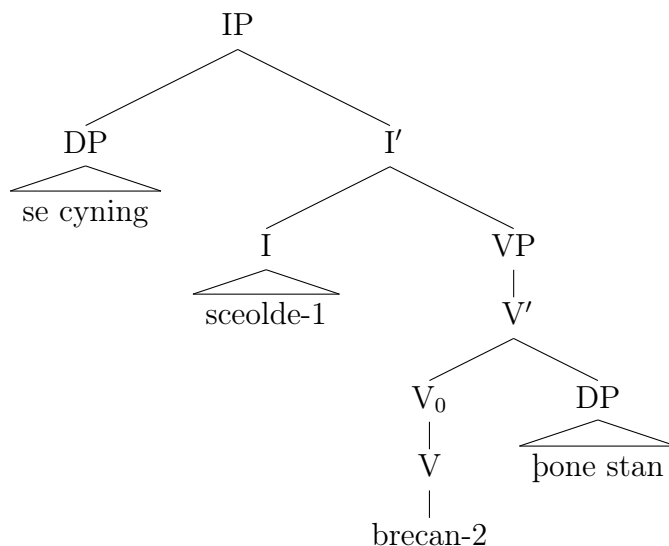 IP
DP I′
se cyning
I VP
sceolde-1
V′
V₀ DP
þone stan
V
brecan-2